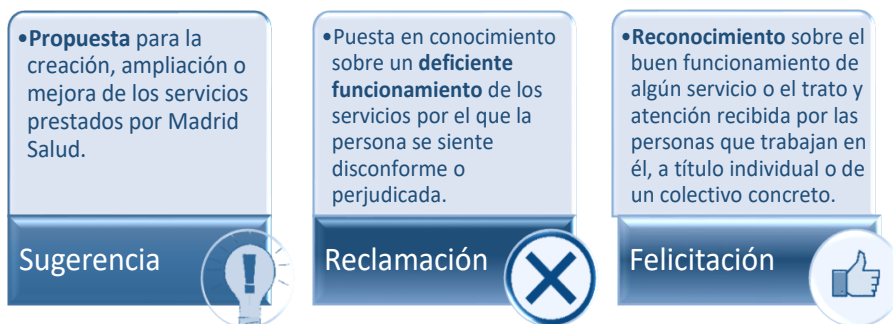 •Propuesta para la
creación, ampliación o
mejora de los servicios
prestados por Madrid
Salud.
Sugerencia
•Puesta en conocimiento
sobre un deficiente
funcionamiento de los
servicios por el que la
persona se siente
disconforme o
perjudicada.
Reclamación
•Reconocimiento sobre el
buen funcionamiento de
algún servicio o el trato y
atención recibida por las
personas que trabajan en
él, a título individual o de
un colectivo concreto.
Felicitación